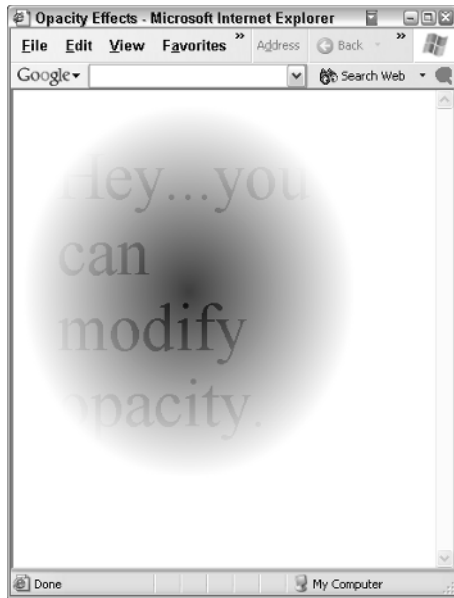 Opacity Effects - Microsoft Internet Explorer
File Edit View Favorites » Address Back »
Google Search Web
Hey...you
can
modify
opacity.
Done My Computer